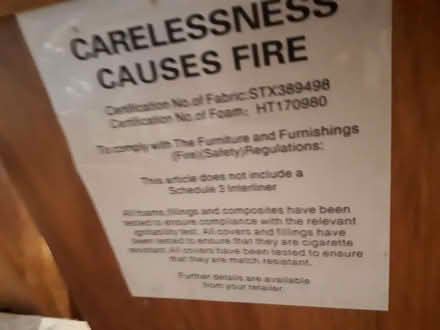 CARELESSNESS
CAUSES FIRE
Certification No.of Fabric:STX389498
Certification No.of Foam: HT170980
To comply with The Furniture and Furnishings
(Fire)(Safety)Regulations:
This article does not include a
Schedule 3 Interliner
All foams,fillings and composites have been
tested to ensure compliance with the relevant
ignitability test. All covers and fillings have
been tested to ensure that they are cigarette
resistant. All covers have been tested to ensure
that they are match resistant.
Further details are available
from your retailer.